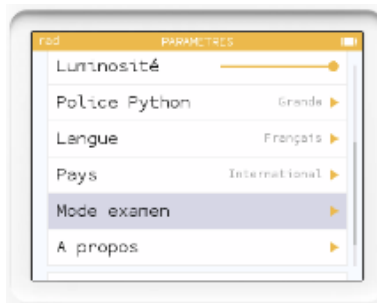 rad PARAMETRES
Luminosité
Police Python Grande
Langue Français
Pays International
Mode examen
A propos